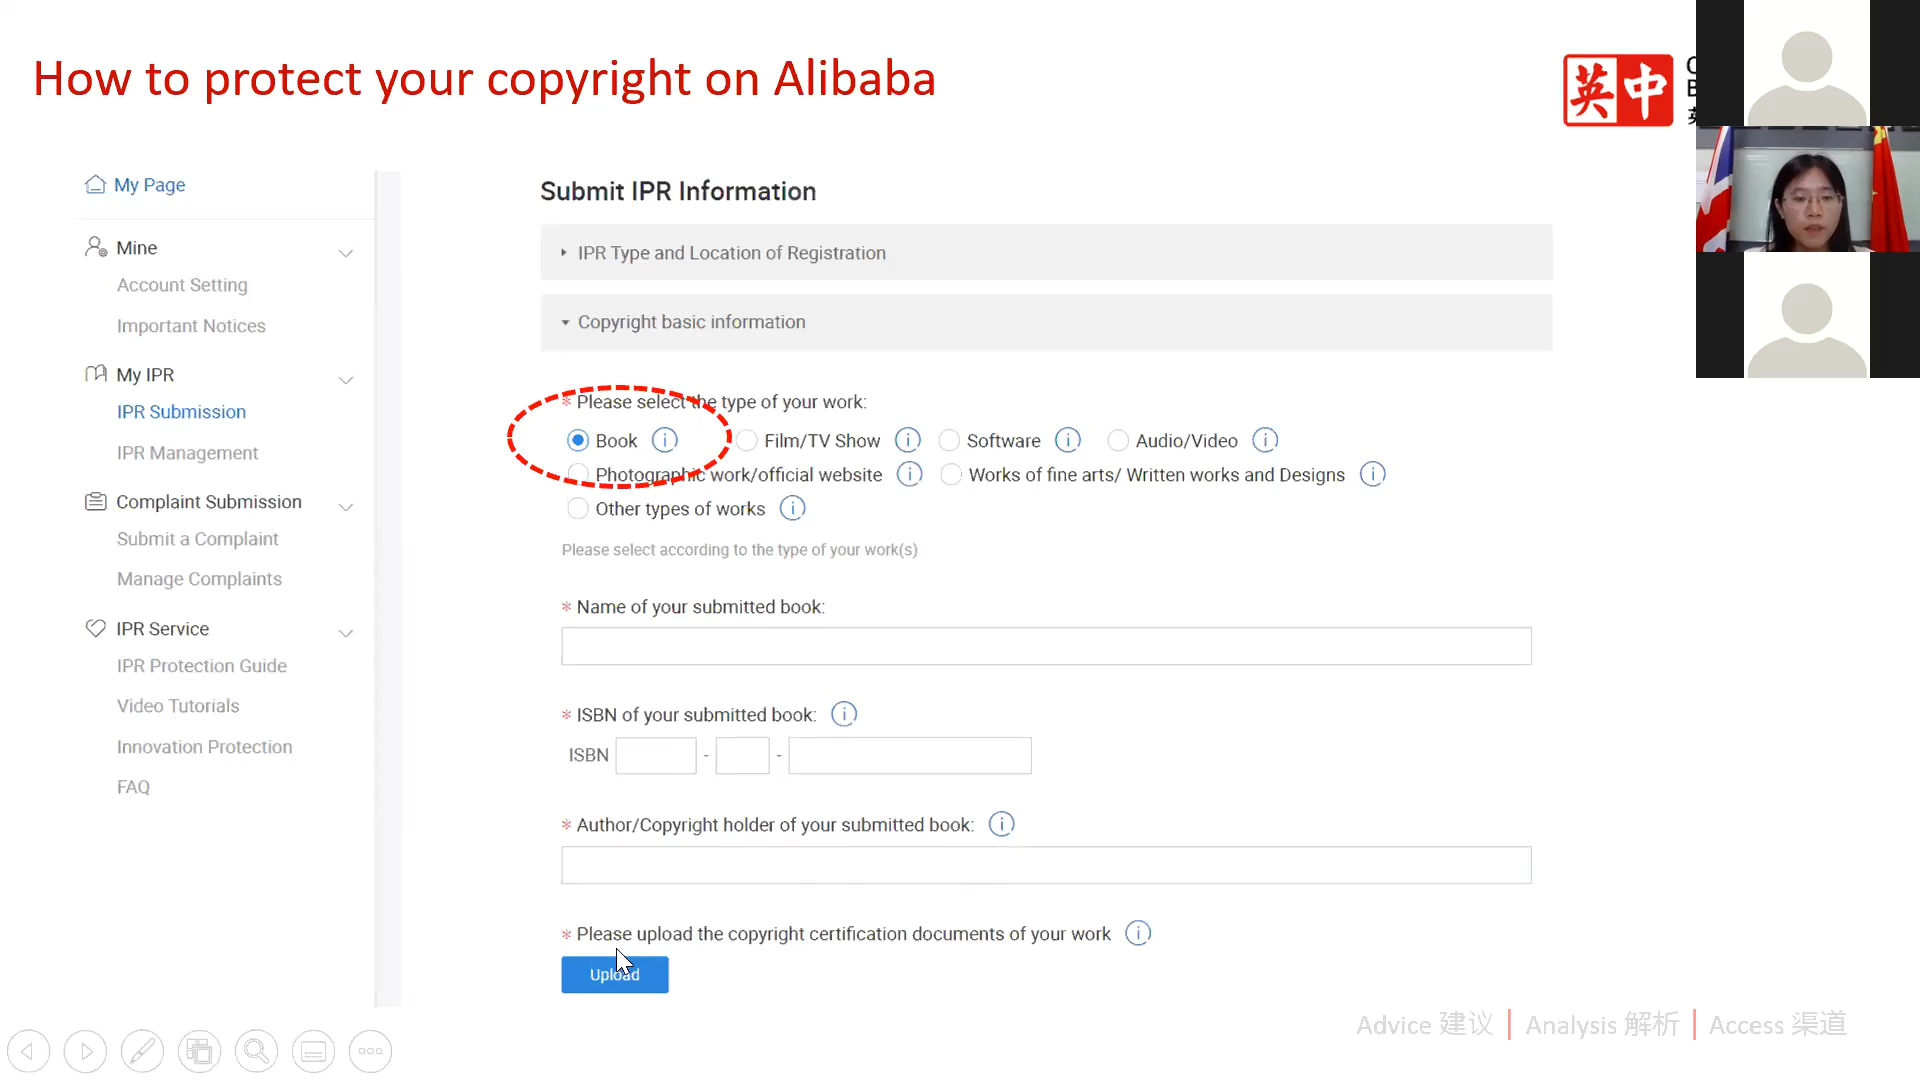 How to protect your copyright on Alibaba
英中
My Page
Mine
Account Setting
Important Notices
My IPR
IPR Submission
IPR Management
Complaint Submission
Submit a Complaint
Manage Complaints
IPR Service
IPR Protection Guide
Video Tutorials
Innovation Protection
FAQ
Submit IPR Information
IPR Type and Location of Registration
Copyright basic information
* Please select the type of your work:
Book Film/TV Show Software Audio/Video
Photographic work/official website Works of fine arts/ Written works and Designs
Other types of works
Please select according to the type of your work(s)
* Name of your submitted book:
* ISBN of your submitted book:
ISBN - -
* Author/Copyright holder of your submitted book:
* Please upload the copyright certification documents of your work
Upload
Advice 建议 | Analysis 解析 | Access 渠道